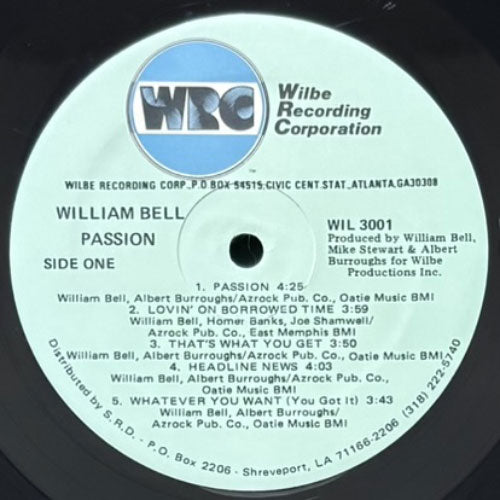 WRC
Wilbe
Recording
Corporation
TM
WILBE RECORDING CORP., P.O BOX 54515, CIVIC CENT. STAT., ATLANTA, GA 30308
WILLIAM BELL
PASSION
SIDE ONE
WIL 3001
Produced by William Bell,
Mike Stewart & Albert
Burroughs for Wilbe
Productions Inc.
1. PASSION 4:25
William Bell, Albert Burroughs/Azrock Pub. Co., Oatie Music BMI
2. LOVIN' ON BORROWED TIME 3:59
William Bell, Homer Banks, Joe Shamwell/
Azrock Pub. Co., East Memphis BMI
3. THAT'S WHAT YOU GET 3:50
William Bell, Albert Burroughs/Azrock Pub. Co., Oatie Music BMI
4. HEADLINE NEWS 4:03
William Bell, Albert Burroughs/Azrock Pub. Co.,
Oatie Music BMI
5. WHATEVER YOU WANT (You Got It) 3:43
William Bell, Albert Burroughs/
Azrock Pub. Co., Oatie Music BMI
Distributed by S.R.D. - P.O. Box 2206 - Shreveport, LA 71166-2206 (318) 222-5740